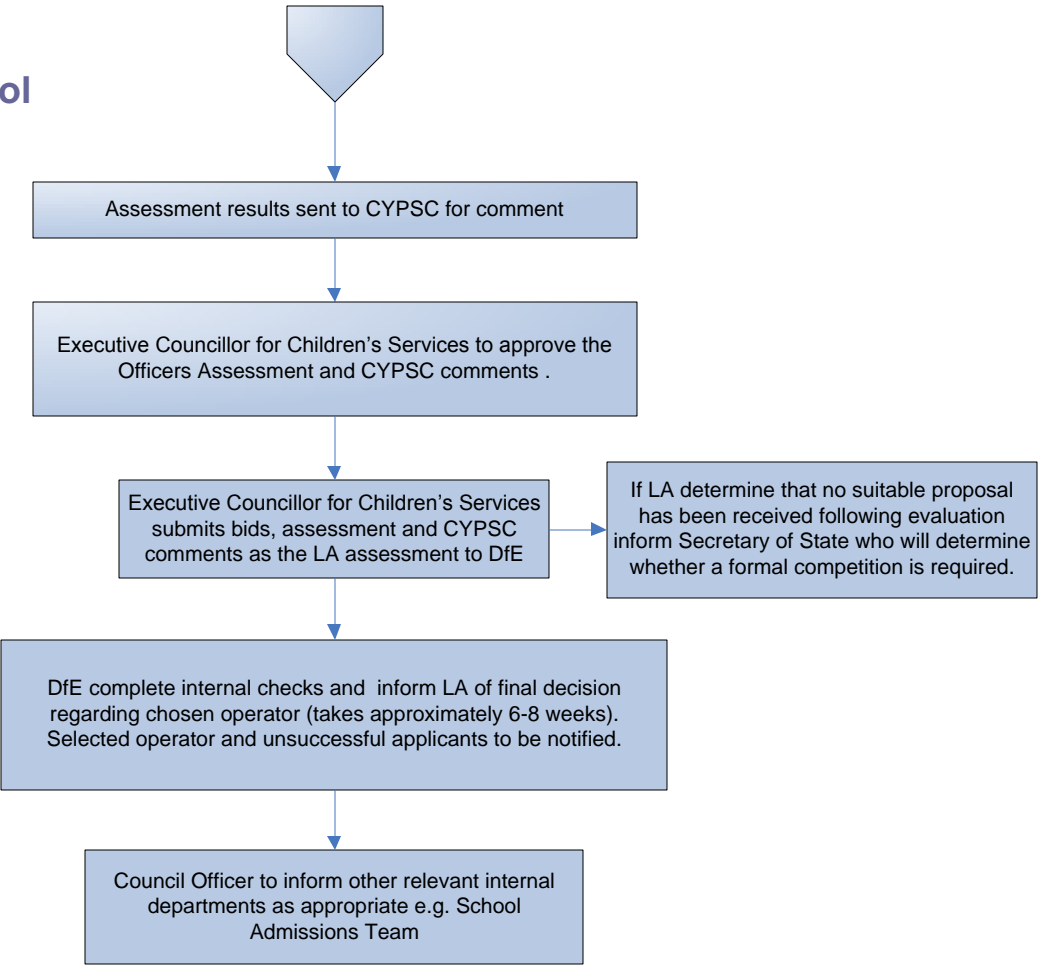 ol
Assessment results sent to CYPSC for comment
Executive Councillor for Children’s Services to approve the
Officers Assessment and CYPSC comments .
Executive Councillor for Children’s Services
submits bids, assessment and CYPSC
comments as the LA assessment to DfE
If LA determine that no suitable proposal
has been received following evaluation
inform Secretary of State who will determine
whether a formal competition is required.
DfE complete internal checks and  inform LA of final decision
regarding chosen operator (takes approximately 6-8 weeks).
Selected operator and unsuccessful applicants to be notified.
Council Officer to inform other relevant internal
departments as appropriate e.g. School
Admissions Team